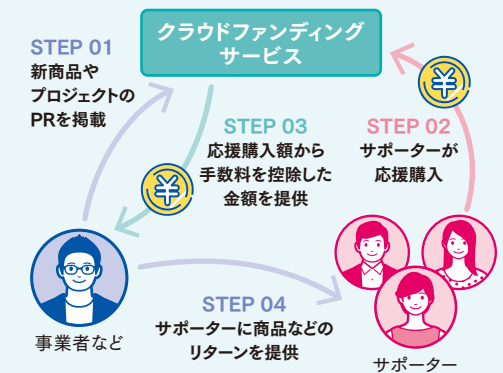 クラウドファンディング
サービス
STEP 01
新商品や
プロジェクトの
PRを掲載
STEP 02
サポーターが
応援購入
STEP 03
応援購入額から
手数料を控除した
金額を提供
STEP 04
サポーターに商品などの
リターンを提供
事業者など
サポーター
¥
¥